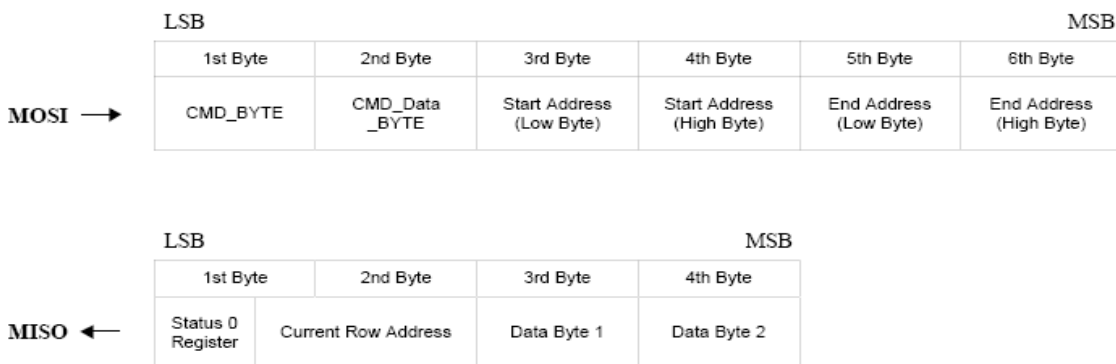 LSB MSB
1st Byte 2nd Byte 3rd Byte 4th Byte 5th Byte 6th Byte
MOSI CMD_BYTE CMD_Data Start Address Start Address End Address End Address
_BYTE (Low Byte) (High Byte) (Low Byte) (High Byte)
LSB MSB
1st Byte 2nd Byte 3rd Byte 4th Byte
MISO Status 0 Current Row Address Data Byte 1 Data Byte 2
Register